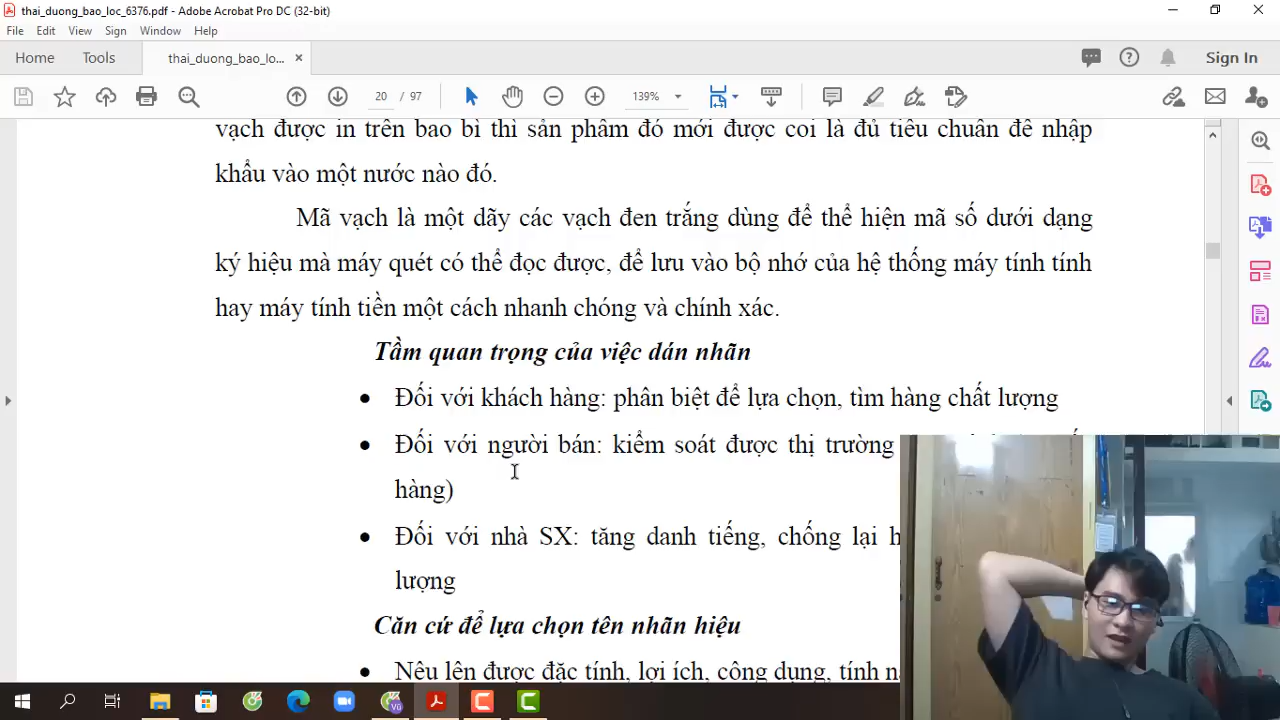 thai_duong_bao_loc_6376.pdf - Adobe Acrobat Pro DC (32-bit)
File Edit View Sign Window Help
Home Tools thai_duong_bao_lo... Sign In
20 / 97 139%
vạch được in trên bao bì thì sản phẩm đó mới được coi là đủ tiêu chuẩn để nhập
khẩu vào một nước nào đó.
Mã vạch là một dãy các vạch đen trắng dùng để thể hiện mã số dưới dạng
ký hiệu mà máy quét có thể đọc được, để lưu vào bộ nhớ của hệ thống máy tính tính
hay máy tính tiền một cách nhanh chóng và chính xác.
Tầm quan trọng của việc dán nhãn
• Đối với khách hàng: phân biệt để lựa chọn, tìm hàng chất lượng
• Đối với người bán: kiểm soát được thị trường
hàng)
• Đối với nhà SX: tăng danh tiếng, chống lại
lượng
Căn cứ để lựa chọn tên nhãn hiệu
• Nêu lên được đặc tính, lợi ích, công dụng, tính